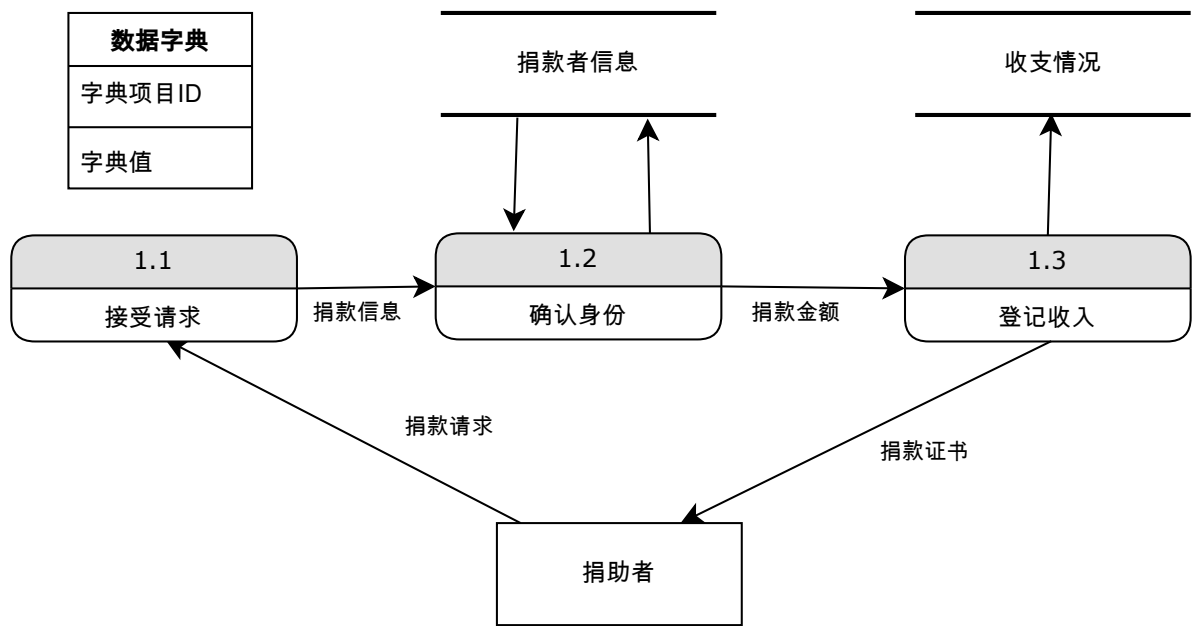 数据字典
字典项目ID
字典值
捐款者信息
收支情况
1.1
接受请求
捐款信息
1.2
确认身份
捐款金额
1.3
登记收入
捐款请求
捐款证书
捐助者